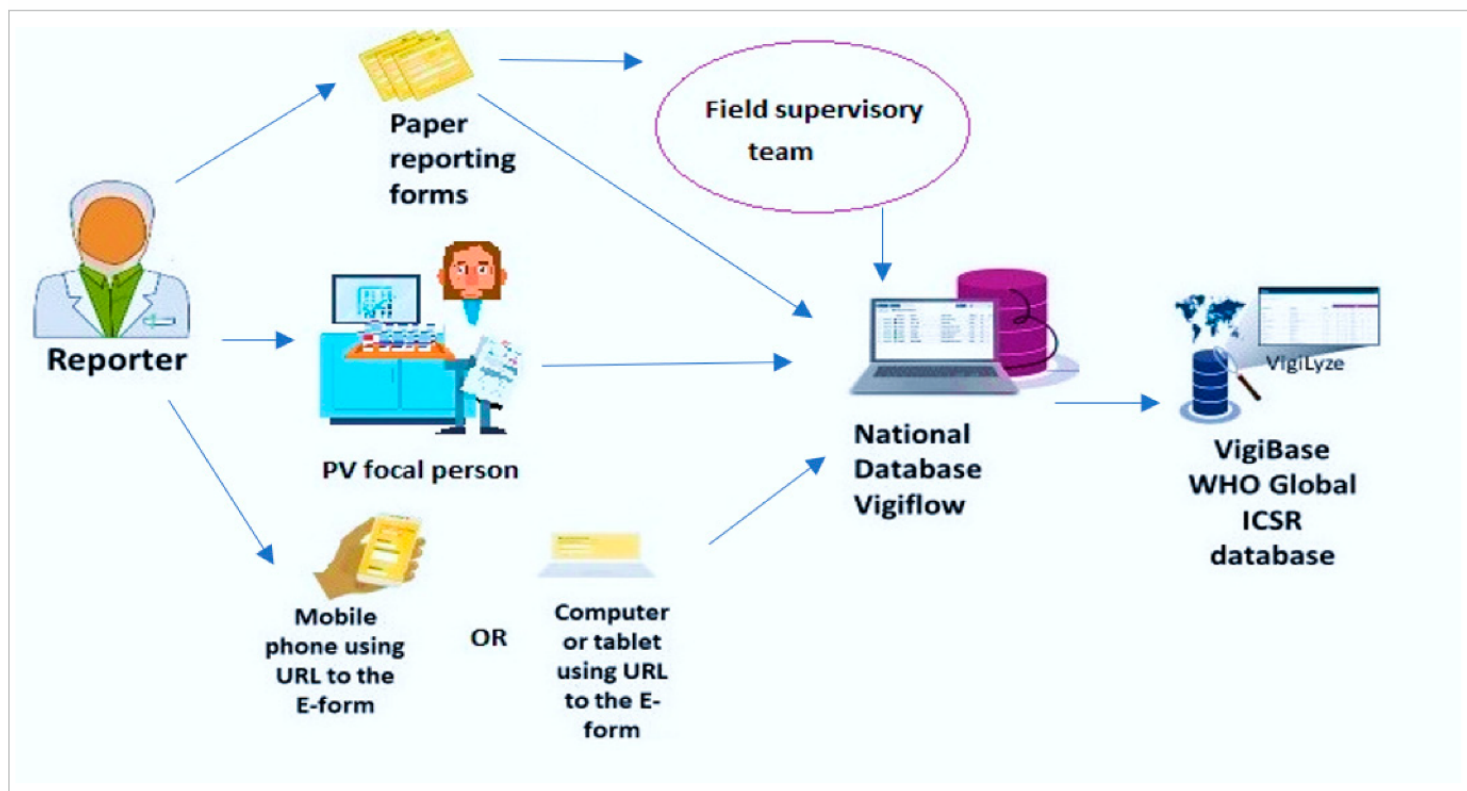 Paper
reporting
forms
Field supervisory
team
Reporter
PV focal person
National
Database
Vigiflow
VigiLyze
VigiBase
WHO Global
ICSR
database
Mobile
phone using
URL to the
E-form
OR
Computer
or tablet
using URL
to the E-
form